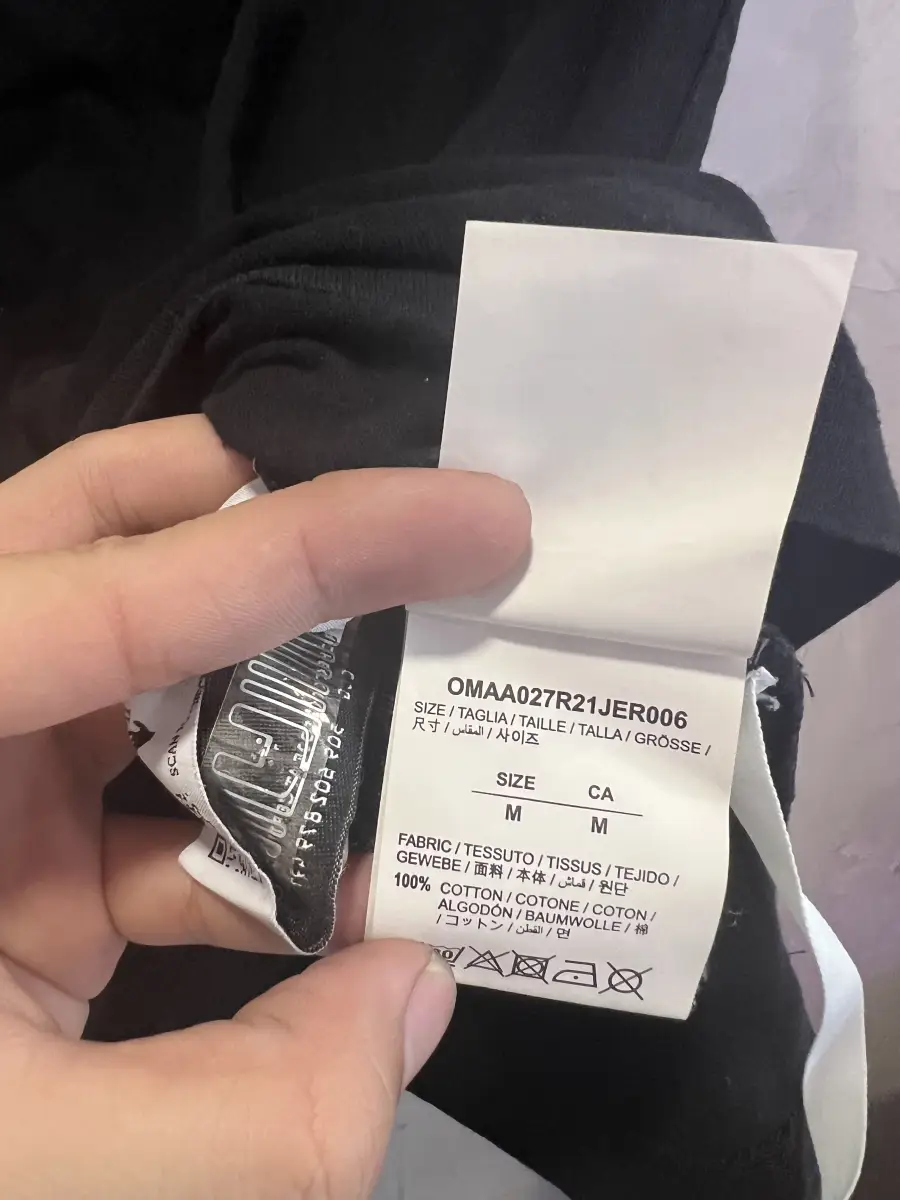 OMAA027R21JER006
SIZE / TAGLIA / TAILLE / TALLA / GRÖSSE /
尺寸 / المقاس / 사이즈
SIZE CA
M M
FABRIC / TESSUTO / TISSUS / TEJIDO /
GEWEBE / 面料 / 本体 / قماش / 원단
100% COTTON / COTONE / COTON /
ALGODÓN / BAUMWOLLE / 棉
/ コットン / القطن / 면
SCAN